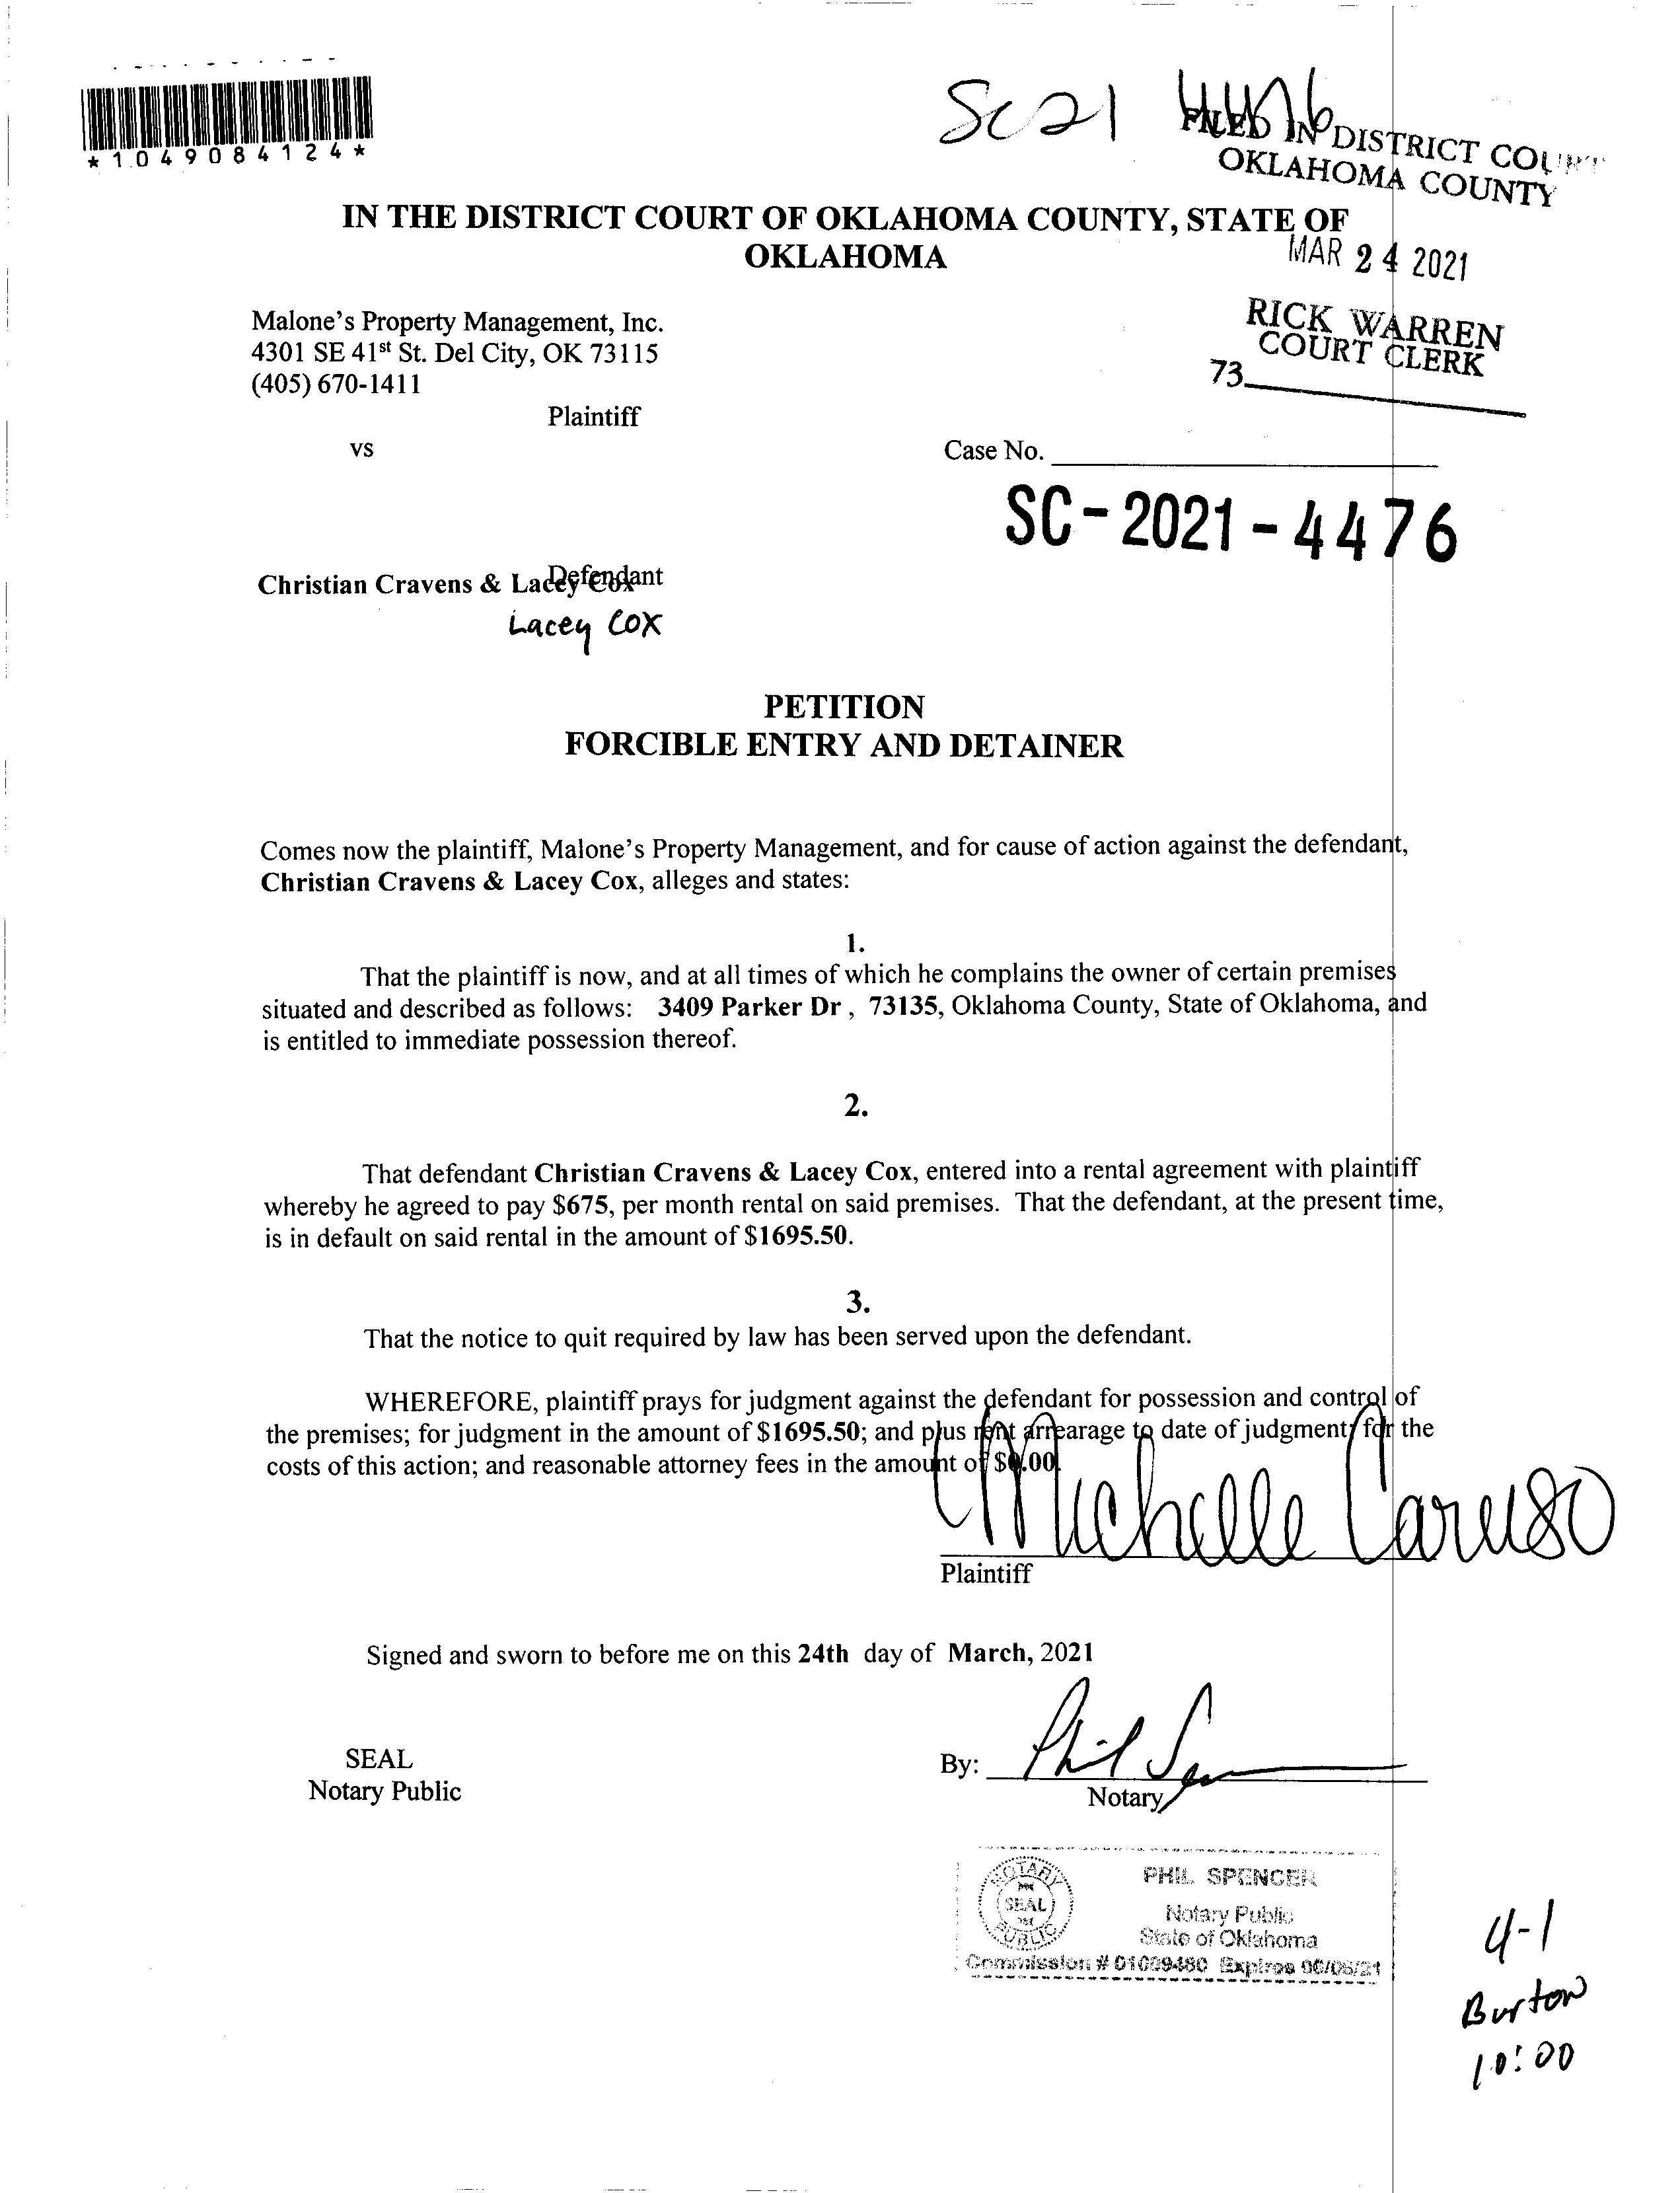 *1049084124*
SC21 4476
FILED IN DISTRICT COURT
OKLAHOMA COUNTY
IN THE DISTRICT COURT OF OKLAHOMA COUNTY, STATE OF
OKLAHOMA
MAR 24 2021
RICK WARREN
COURT CLERK
73
Malone's Property Management, Inc.
4301 SE 41st St. Del City, OK 73115
(405) 670-1411
Plaintiff
vs
Case No.
SC-2021-4476
Christian Cravens & Lacey Cox
Defendant
Lacey Cox
PETITION
FORCIBLE ENTRY AND DETAINER
Comes now the plaintiff, Malone's Property Management, and for cause of action against the defendant,
Christian Cravens & Lacey Cox, alleges and states:
1.
That the plaintiff is now, and at all times of which he complains the owner of certain premises
situated and described as follows: 3409 Parker Dr , 73135, Oklahoma County, State of Oklahoma, and
is entitled to immediate possession thereof.
2.
That defendant Christian Cravens & Lacey Cox, entered into a rental agreement with plaintiff
whereby he agreed to pay $675, per month rental on said premises. That the defendant, at the present time,
is in default on said rental in the amount of $1695.50.
3.
That the notice to quit required by law has been served upon the defendant.
WHEREFORE, plaintiff prays for judgment against the defendant for possession and control of
the premises; for judgment in the amount of $1695.50; and plus rent arrearage to date of judgment; for the
costs of this action; and reasonable attorney fees in the amount of $0.00.
Michelle Caruso
Plaintiff
Signed and sworn to before me on this 24th day of March, 2021
SEAL
Notary Public
By: Phil Spencer
Notary
NOTARY
SEAL
PUBLIC
PHIL SPENCER
Notary Public
State of Oklahoma
Commission # 01009480 Expires 06/06/21
4-1
Burton
10:00